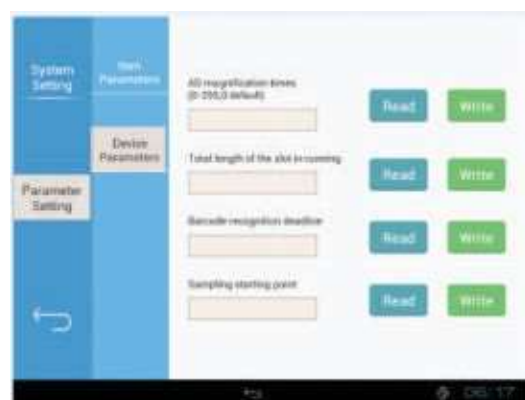 System
Setting
Item
Parameters
AD magnification times
(0-255,0 default)
Read
Write
Device
Parameters
Total length of the slot in running
Read
Write
Parameter
Setting
Barcode recognition deadline
Read
Write
Sampling starting point
Read
Write
06:17